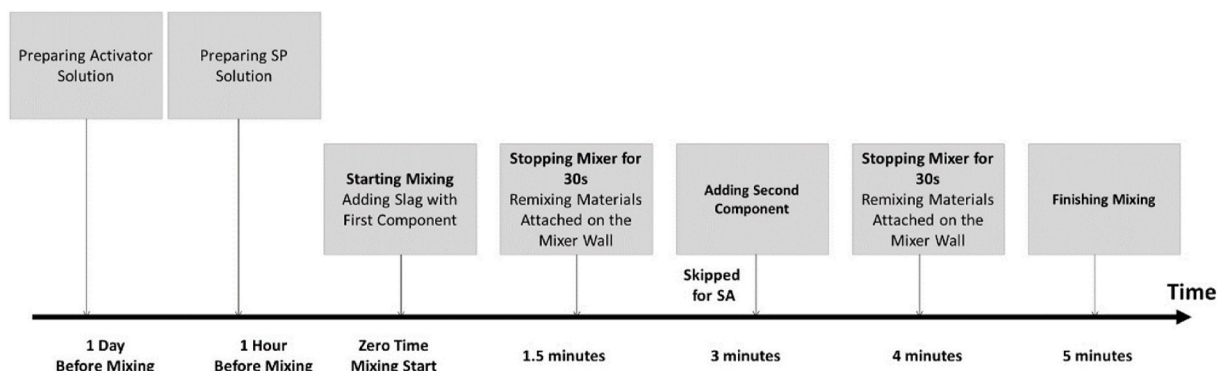 Preparing Activator
Solution
Preparing SP
Solution
Starting Mixing
Adding Slag with
First Component
Stopping Mixer for
30s
Remixing Materials
Attached on the
Mixer Wall
Adding Second
Component
Stopping Mixer for
30s
Remixing Materials
Attached on the
Mixer Wall
Finishing Mixing
Skipped
for SA
Time
1 Day
Before Mixing
1 Hour
Before Mixing
Zero Time
Mixing Start
1.5 minutes
3 minutes
4 minutes
5 minutes